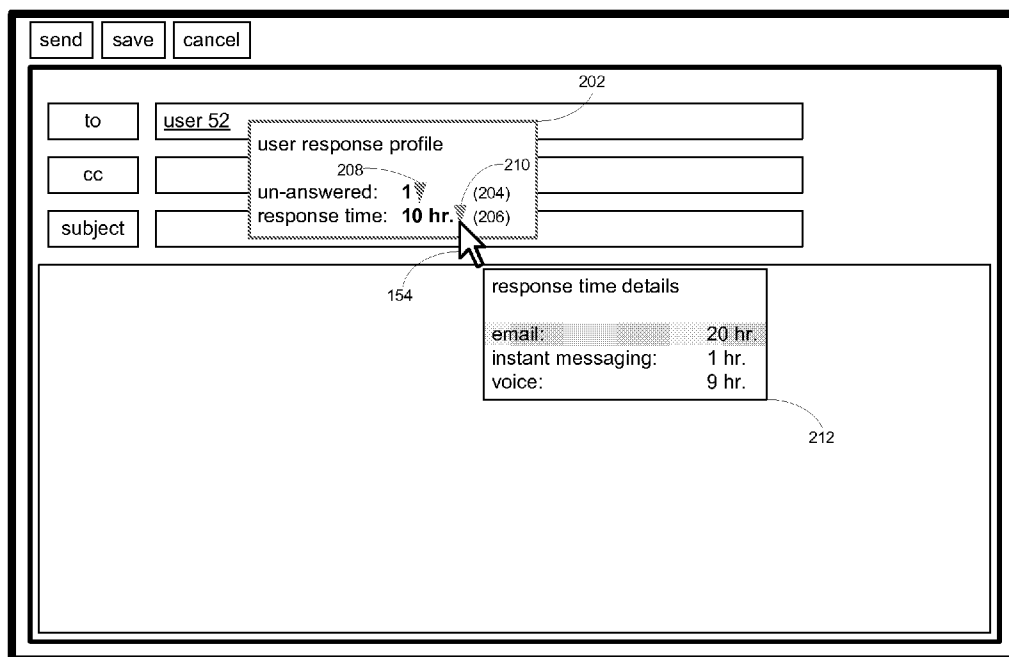 send save cancel
202
to user 52
user response profile
208 210
cc
un-answered: 1 (204)
response time: 10 hr. (206)
subject
154
response time details
email: 20 hr.
instant messaging: 1 hr.
voice: 9 hr.
212